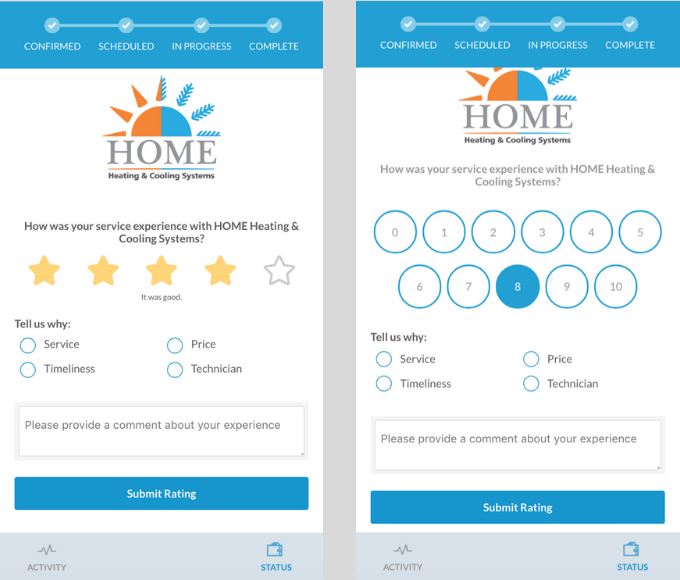 CONFIRMED SCHEDULED IN PROGRESS COMPLETE
HOME
Heating & Cooling Systems
How was your service experience with HOME Heating &
Cooling Systems?
It was good.
Tell us why:
Service Price
Timeliness Technician
Please provide a comment about your experience
Submit Rating
ACTIVITY STATUS
CONFIRMED SCHEDULED IN PROGRESS COMPLETE
HOME
Heating & Cooling Systems
How was your service experience with HOME Heating &
Cooling Systems?
0 1 2 3 4 5
6 7 8 9 10
Tell us why:
Service Price
Timeliness Technician
Please provide a comment about your experience
Submit Rating
ACTIVITY STATUS